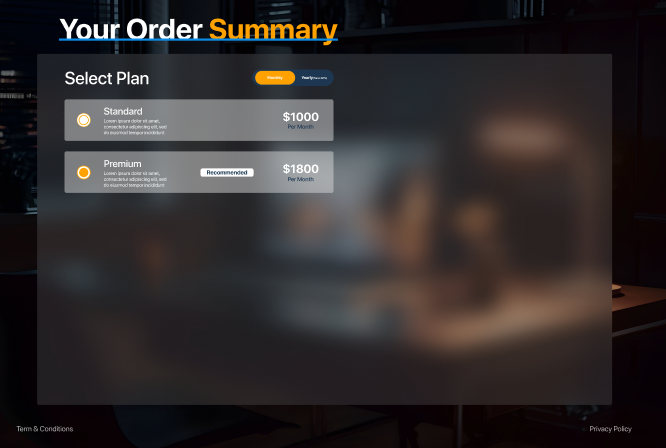 Your Order Summary
Select Plan
Monthly
Yearly
Standard
Lorem ipsum dolor sit amet,
consectetur adipiscing elit, sed
do eiusmod tempor incididunt
$1000
Per Month
Premium
Lorem ipsum dolor sit amet,
consectetur adipiscing elit, sed
do eiusmod tempor incididunt
Recommended
$1800
Per Month
Term & Conditions
Privacy Policy